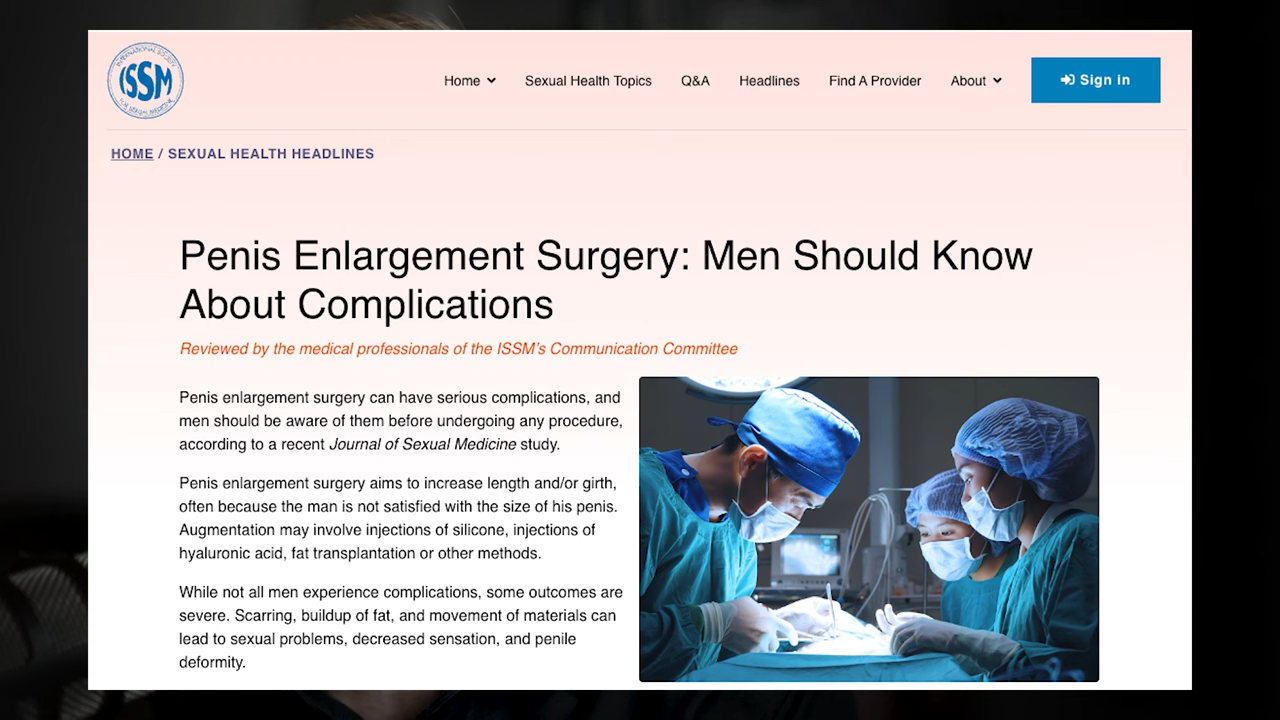 INTERNATIONAL SOCIETY
ISSM
FOR SEXUAL MEDICINE
Home
Sexual Health Topics
Q&A
Headlines
Find A Provider
About
Sign in
HOME / SEXUAL HEALTH HEADLINES
Penis Enlargement Surgery: Men Should Know
About Complications
Reviewed by the medical professionals of the ISSM's Communication Committee
Penis enlargement surgery can have serious complications, and
men should be aware of them before undergoing any procedure,
according to a recent Journal of Sexual Medicine study.
Penis enlargement surgery aims to increase length and/or girth,
often because the man is not satisfied with the size of his penis.
Augmentation may involve injections of silicone, injections of
hyaluronic acid, fat transplantation or other methods.
While not all men experience complications, some outcomes are
severe. Scarring, buildup of fat, and movement of materials can
lead to sexual problems, decreased sensation, and penile
deformity.